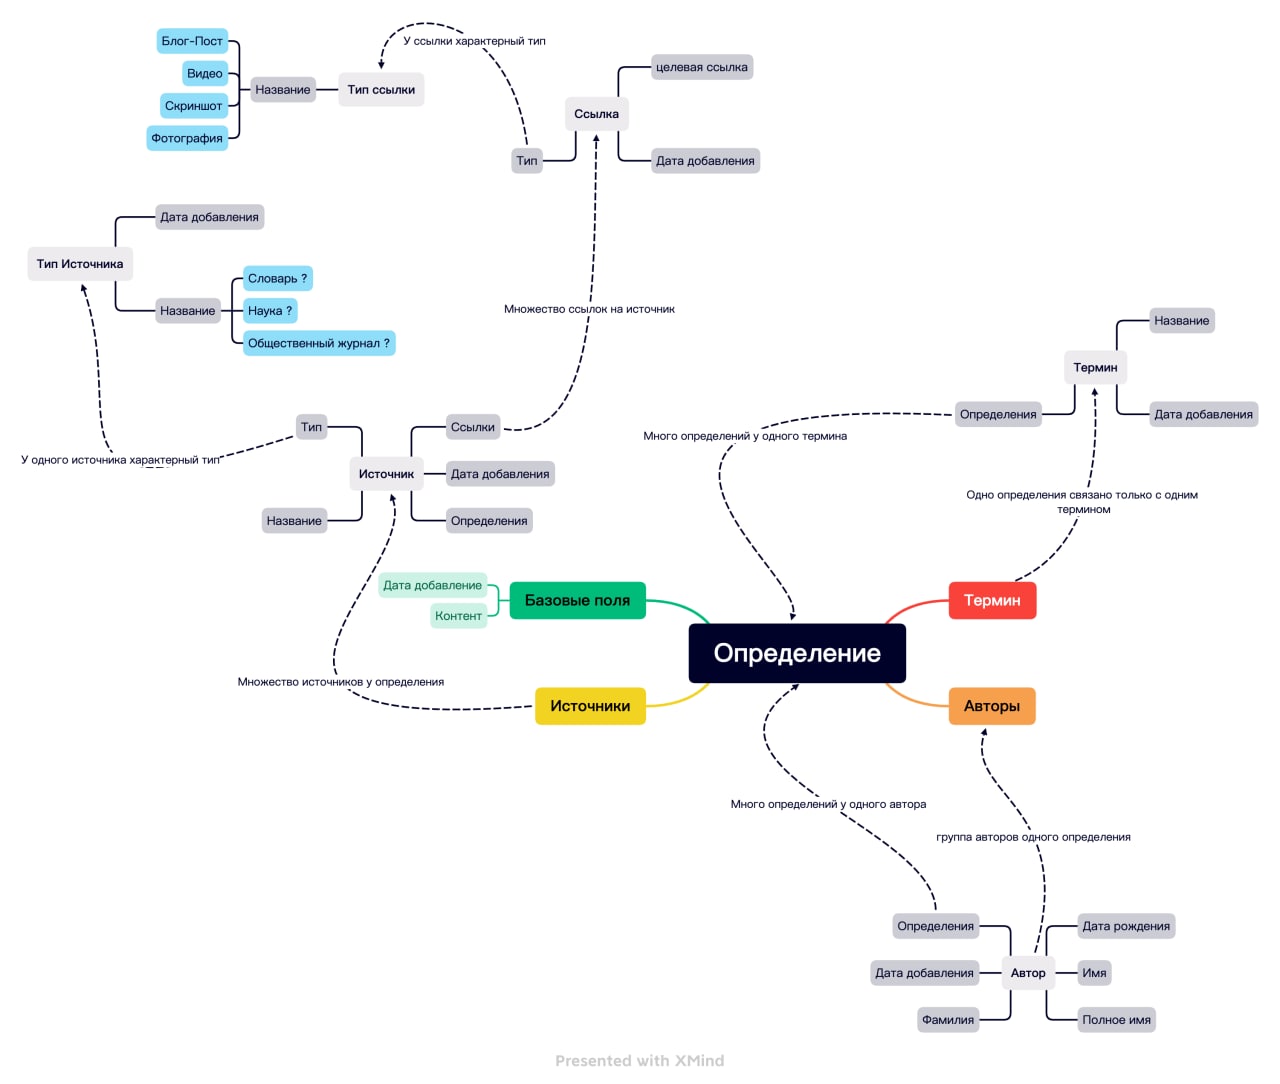 Блог-Пост
Видео
Скриншот
Фотография
Название
Тип ссылки
У ссылки характерный тип
целевая ссылка
Ссылка
Тип
Дата добавления
Дата добавления
Тип Источника
Название
Словарь ?
Наука ?
Общественный журнал ?
Множество ссылок на источник
Название
Термин
Определения
Дата добавления
Много определений у одного термина
Одно определения связано только с одним
термином
Тип
Ссылки
У одного источника характерный тип
Источник
Дата добавления
Название
Определения
Дата добавление
Контент
Базовые поля
Термин
Определение
Множество источников у определения
Источники
Авторы
Много определений у одного автора
группа авторов одного определения
Определения
Дата рождения
Дата добавления
Автор
Имя
Фамилия
Полное имя
Presented with XMind